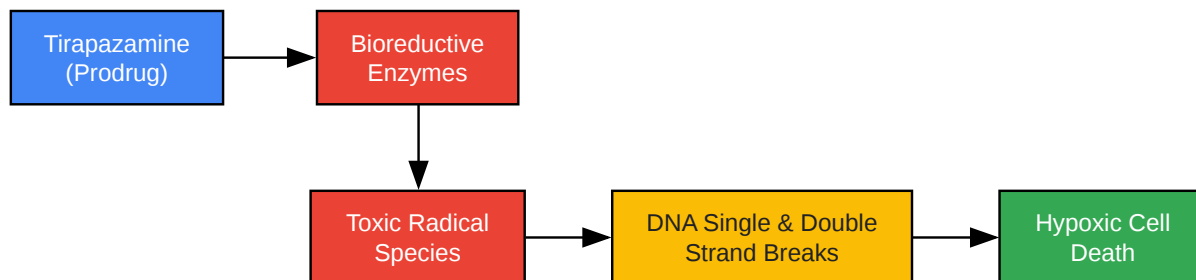 Tirapazamine
(Prodrug)
Bioreductive
Enzymes
Toxic Radical
Species
DNA Single & Double
Strand Breaks
Hypoxic Cell
Death